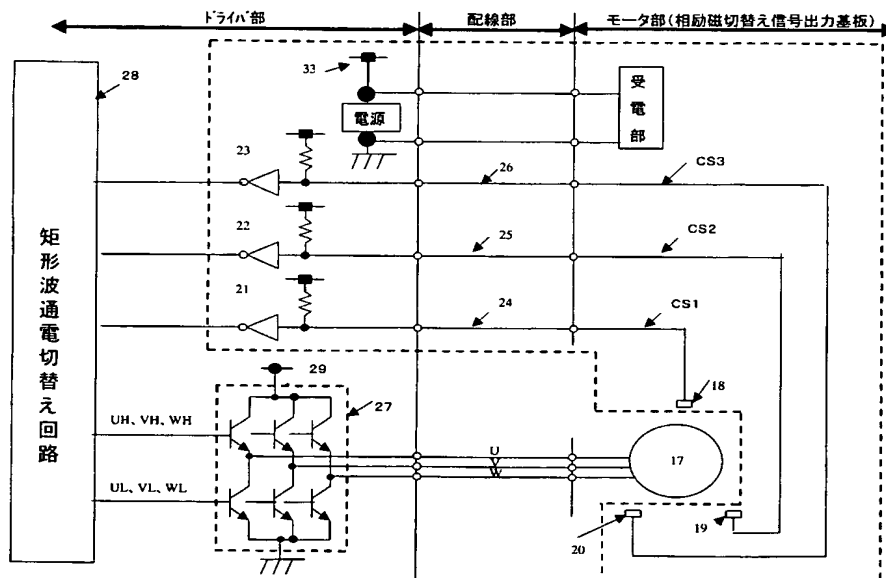 ドライバ部
配線部
モータ部(相励磁切替え信号出力基板)
28
33
電源
受電部
23
26
CS3
22
25
CS2
21
24
CS1
矩形波通電切替え回路
29
27
18
UH、VH、WH
U
V
W
17
UL、VL、WL
20
19